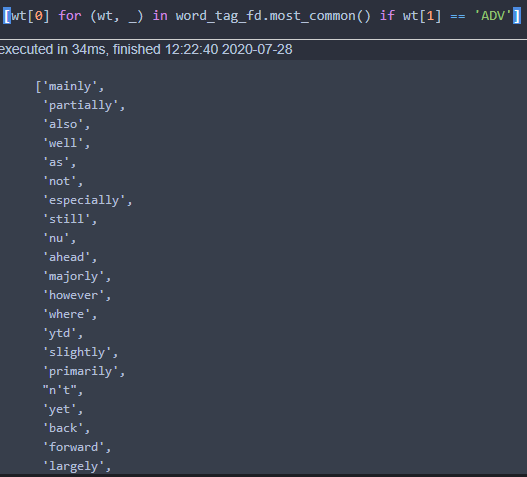 [wt[0] for (wt, _) in word_tag_fd.most_common() if wt[1] == 'ADV']
executed in 34ms, finished 12:22:40 2020-07-28
['mainly',
'partially',
'also',
'well',
'as',
'not',
'especially',
'still',
'nu',
'ahead',
'majorly',
'however',
'where',
'ytd',
'slightly',
'primarily',
"n't",
'yet',
'back',
'forward',
'largely',